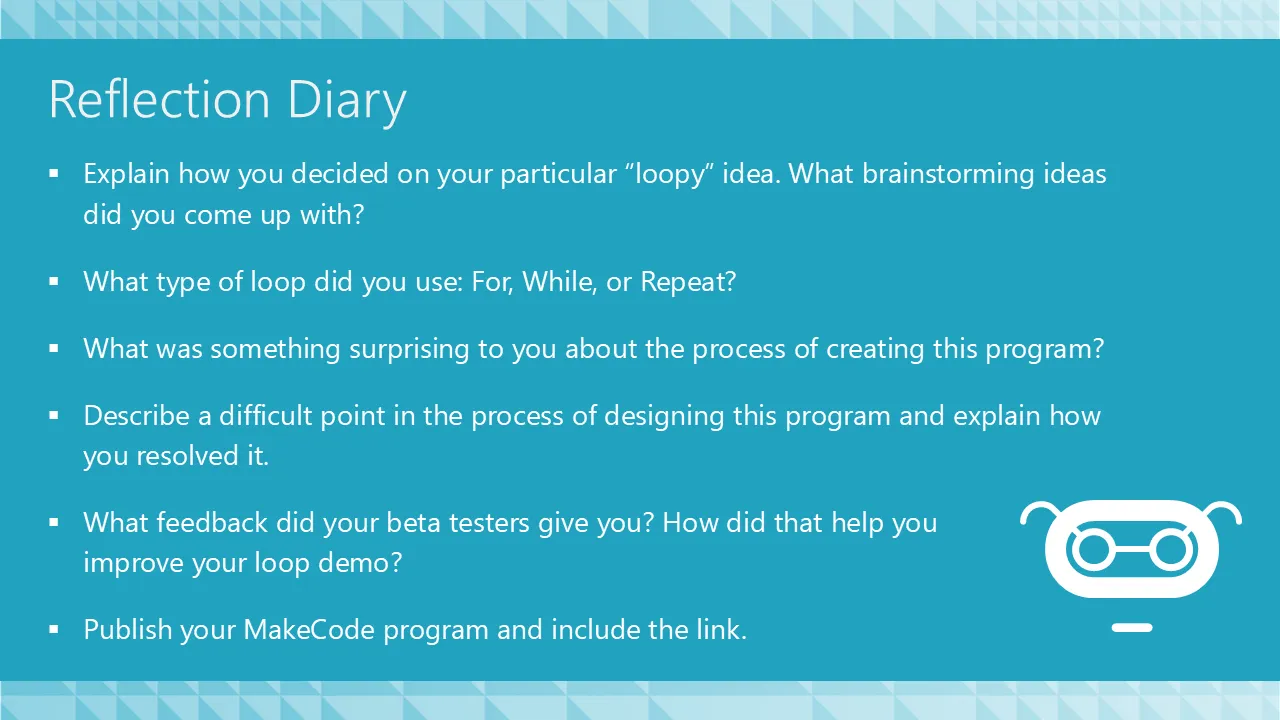 Reflection Diary
▪ Explain how you decided on your particular “loopy” idea. What brainstorming ideas
did you come up with?
▪ What type of loop did you use: For, While, or Repeat?
▪ What was something surprising to you about the process of creating this program?
▪ Describe a difficult point in the process of designing this program and explain how
you resolved it.
▪ What feedback did your beta testers give you? How did that help you
improve your loop demo?
▪ Publish your MakeCode program and include the link.